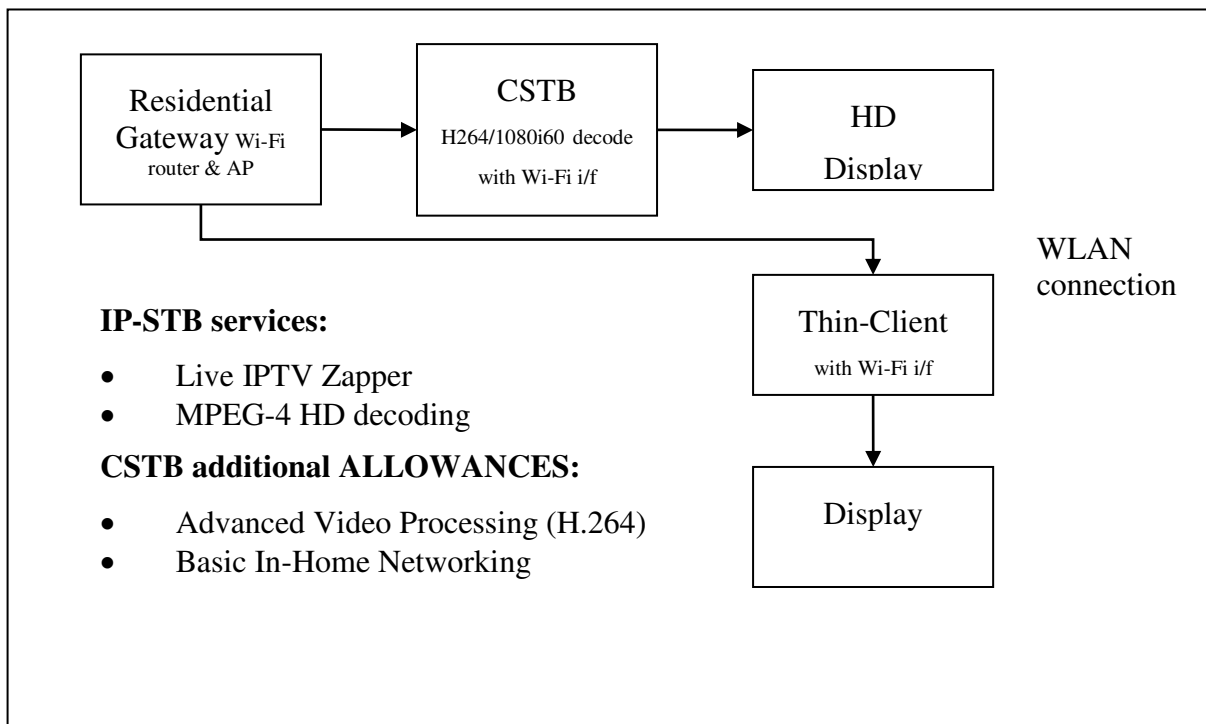 Residential
Gateway Wi-Fi
router & AP
CSTB
H264/1080i60 decode
with Wi-Fi i/f
HD
Display
WLAN
connection
Thin-Client
with Wi-Fi i/f
Display
IP-STB services:
• Live IPTV Zapper
• MPEG-4 HD decoding
CSTB additional ALLOWANCES:
• Advanced Video Processing (H.264)
• Basic In-Home Networking